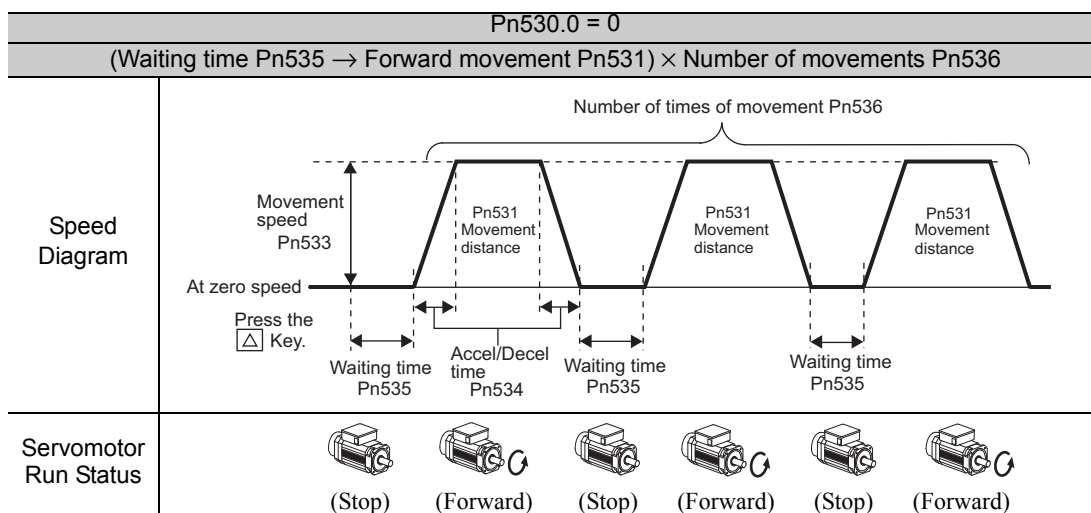 Pn530.0 = 0
(Waiting time Pn535 → Forward movement Pn531) × Number of movements Pn536
Speed
Diagram
Number of times of movement Pn536
Movement
speed
Pn533
Pn531
Movement
distance
Pn531
Movement
distance
Pn531
Movement
distance
At zero speed
Press the
△ Key.
Waiting time
Pn535
Accel/Decel
time
Pn534
Waiting time
Pn535
Waiting time
Pn535
Servomotor
Run Status
(Stop) (Forward) (Stop) (Forward) (Stop) (Forward)